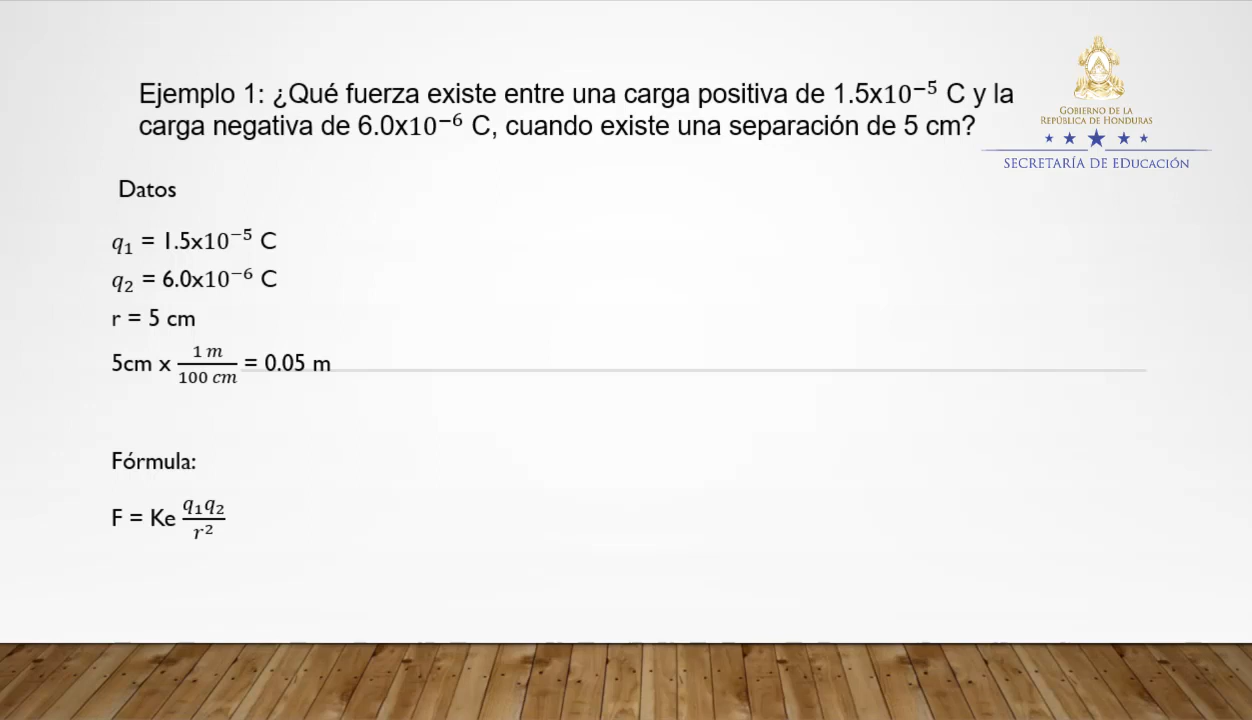 Ejemplo 1: ¿Qué fuerza existe entre una carga positiva de 1.5x10⁻⁵ C y la
carga negativa de 6.0x10⁻⁶ C, cuando existe una separación de 5 cm?
GOBIERNO DE LA
REPÚBLICA DE HONDURAS
SECRETARÍA DE EDUCACIÓN
Datos
q₁ = 1.5x10⁻⁵ C
q₂ = 6.0x10⁻⁶ C
r = 5 cm
5cm x 1 m / 100 cm = 0.05 m
Fórmula:
F = Ke q₁q₂ / r²